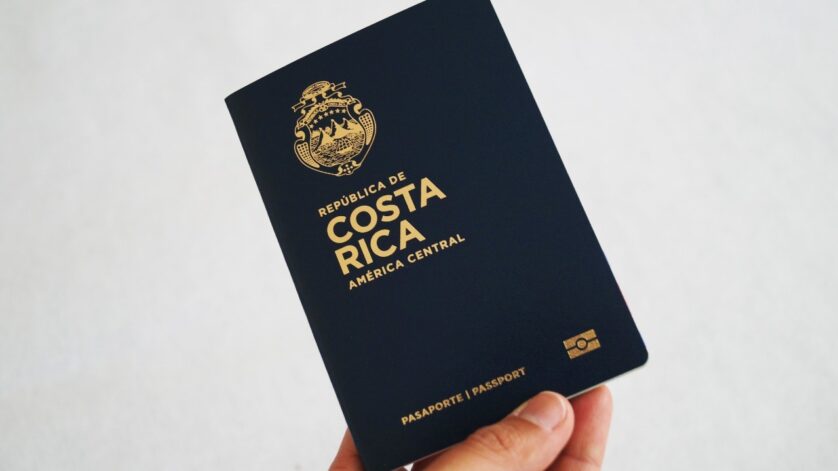 REPÚBLICA DE
COSTA
RICA
AMÉRICA CENTRAL
PASAPORTE | PASSPORT